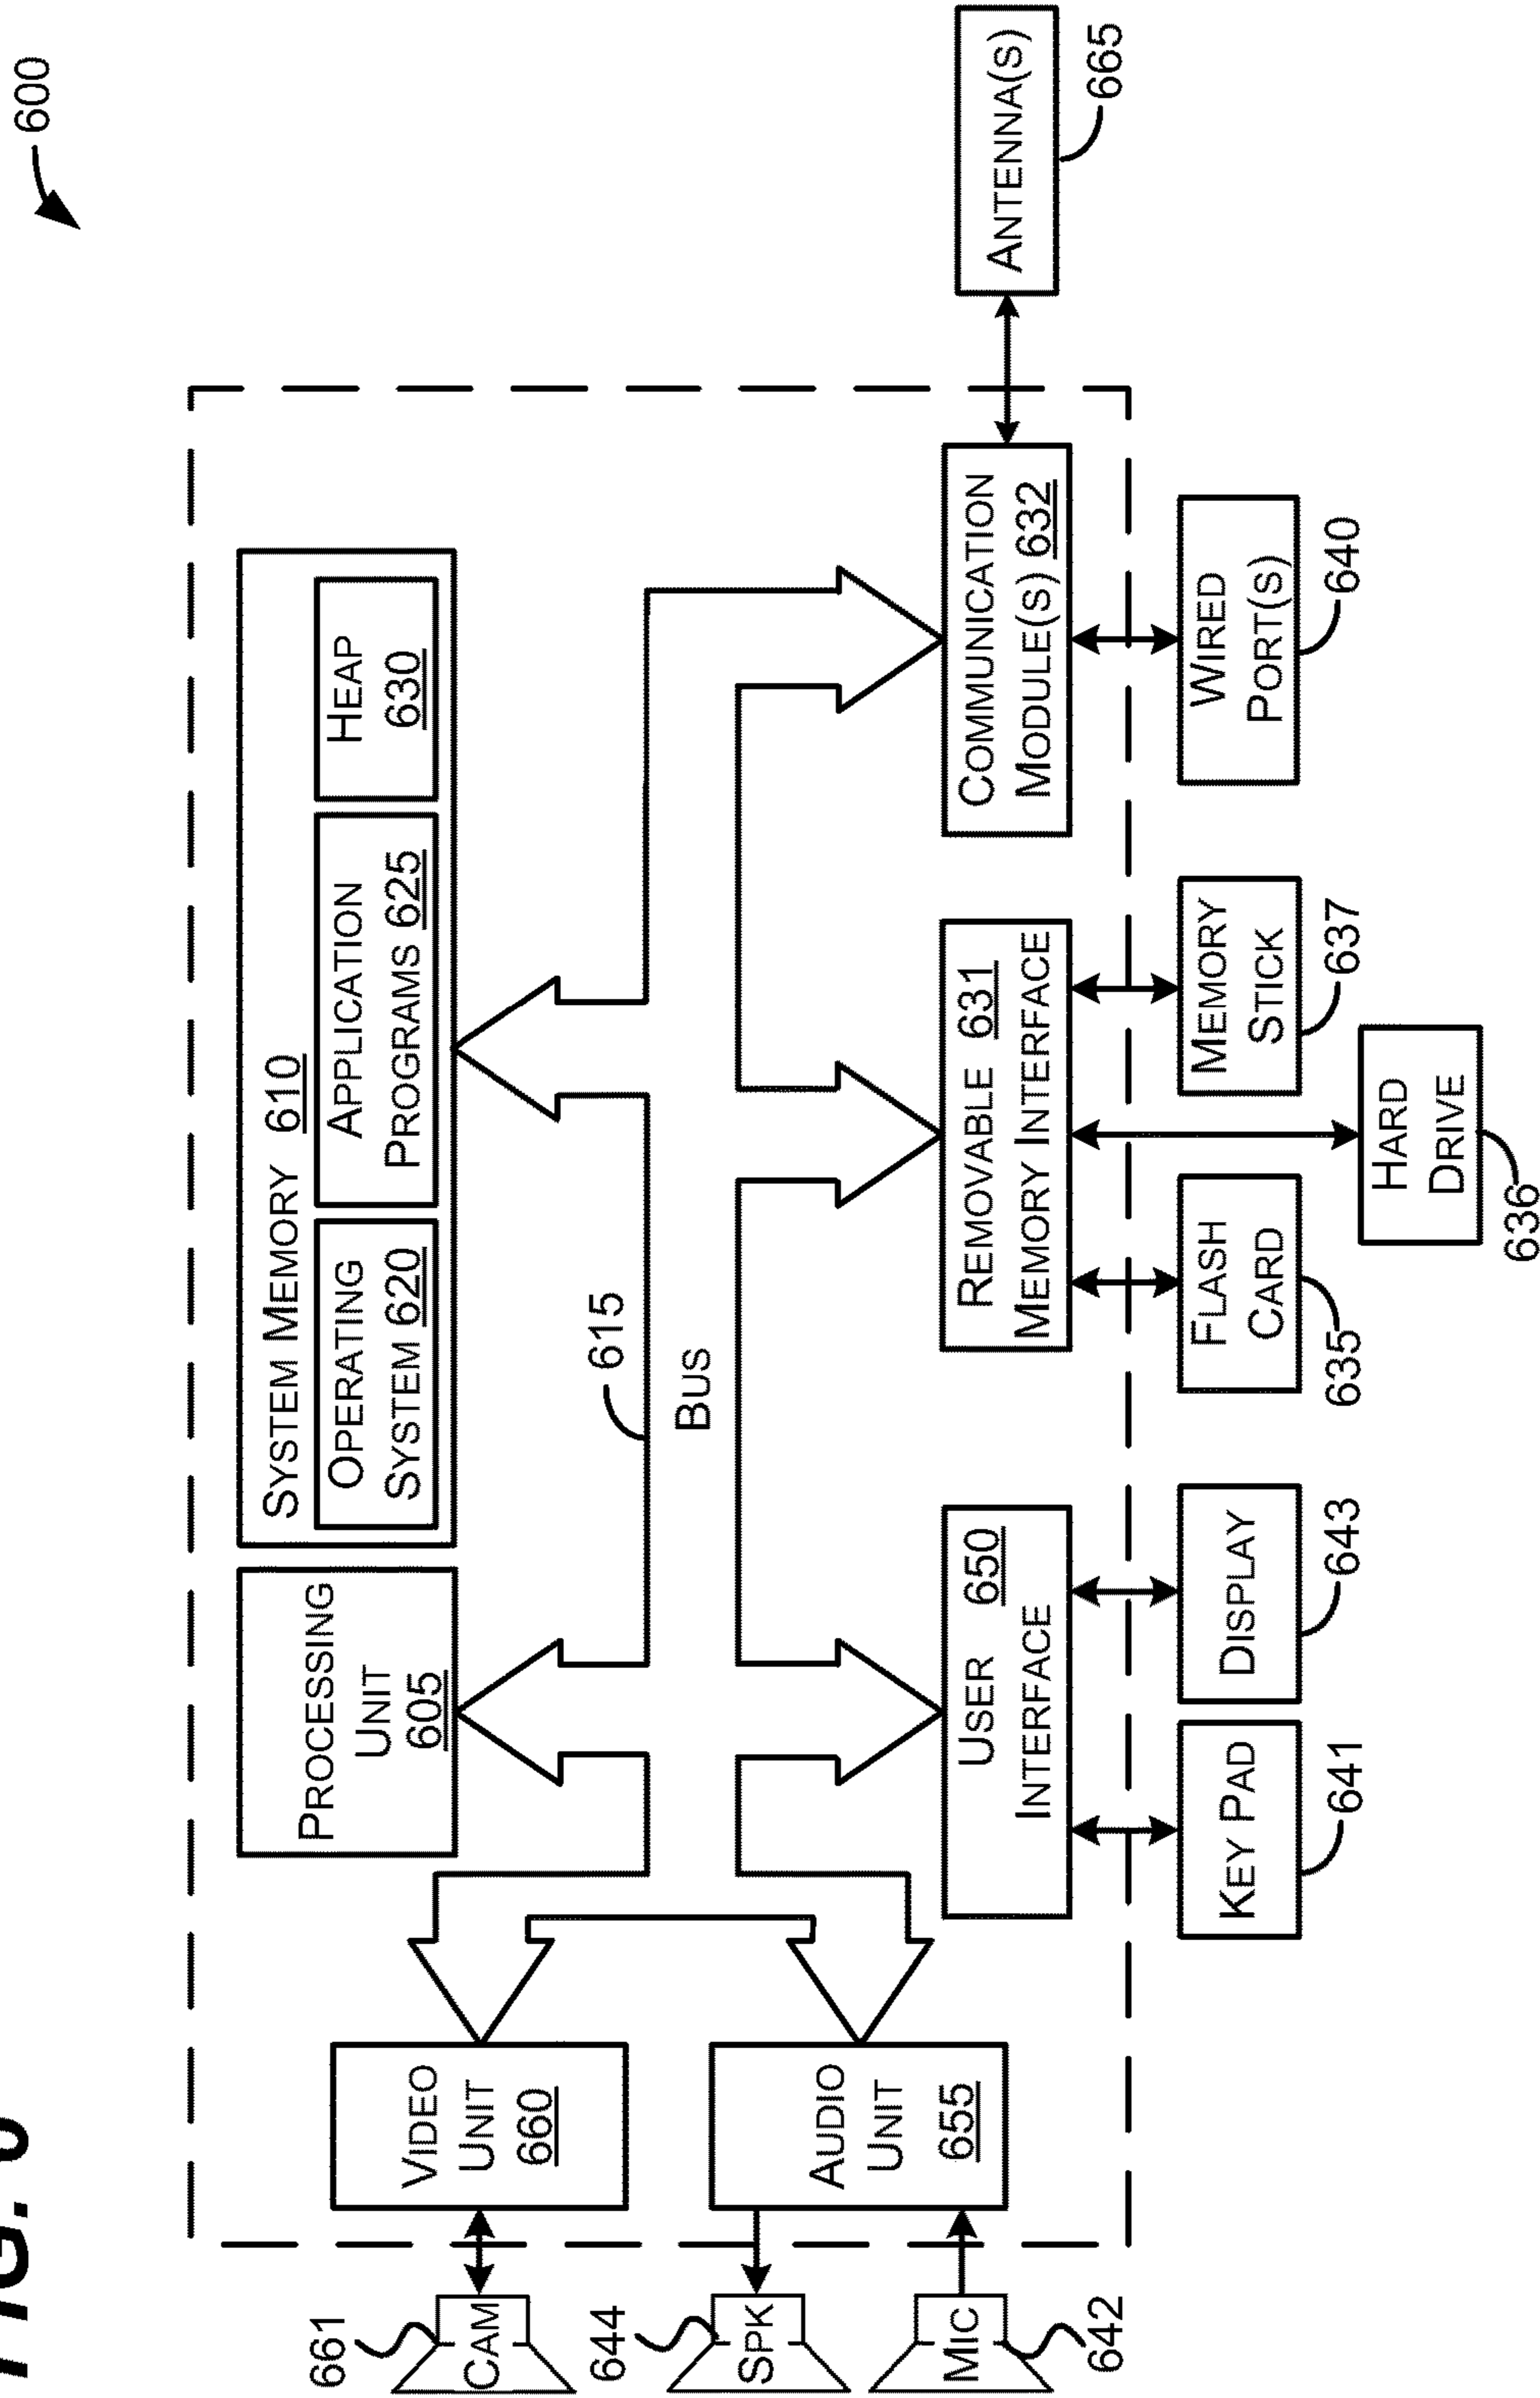 600
SYSTEM MEMORY 610
PROCESSING
UNIT
605
OPERATING
SYSTEM 620
APPLICATION
PROGRAMS 625
HEAP
630
VIDEO
UNIT
660
661
CAM
615
BUS
AUDIO
UNIT
655
644
SPK
MIC
642
USER 650
INTERFACE
REMOVABLE 631
MEMORY INTERFACE
COMMUNICATION
MODULE(S) 632
ANTENNA(S)
665
KEY PAD
641
DISPLAY
643
FLASH
CARD
635
MEMORY
STICK
637
WIRED
PORT(S)
640
HARD
DRIVE
636